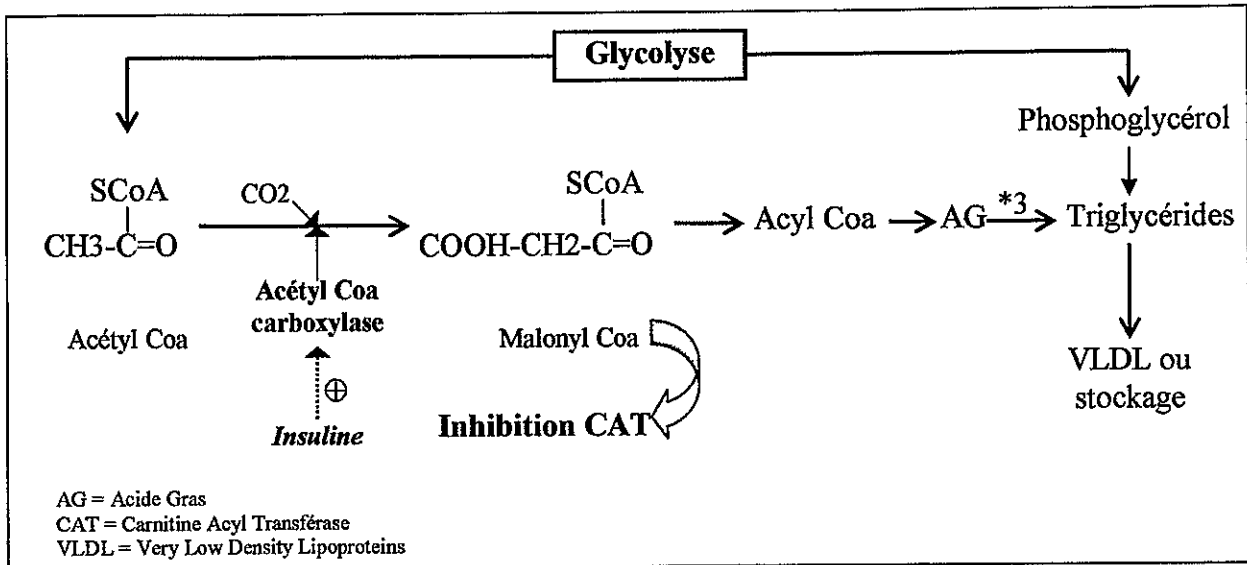 Glycolyse
Phosphoglycérol
SCoA
CH3-C=O
CO2
SCoA
COOH-CH2-C=O
Acyl Coa
AG
*3
Triglycérides
Acétyl Coa
carboxylase
Acétyl Coa
Malonyl Coa
VLDL ou
stockage
⊕
Insuline
Inhibition CAT
AG = Acide Gras
CAT = Carnitine Acyl Transférase
VLDL = Very Low Density Lipoproteins